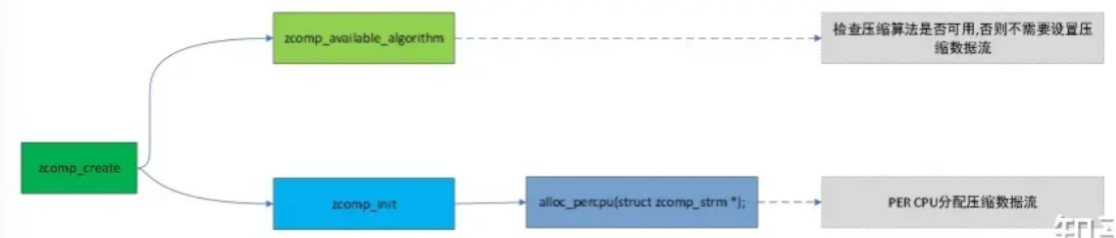 zcomp_available_algorithm
检查压缩算法是否可用,否则不需要设置压
缩数据流
zcomp_create
zcomp_init
alloc_percpu(struct zcomp_strm *);
PER CPU分配压缩数据流